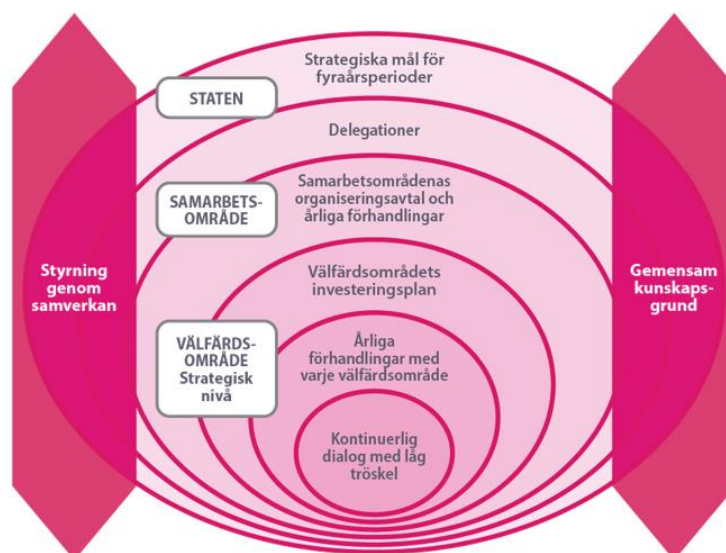 Strategiska mål för
fyraårsperioder
STATEN
Delegationer
Samarbetsområdenas
organiseringsavtal och
årliga förhandlingar
SAMARBETS-
OMRÅDE
Styrning
genom
samverkan
Välfärdsområdets
investeringsplan
Gemensam
kunskaps-
grund
VÄLFÄRDS-
OMRÅDE
Strategisk
nivå
Årliga
förhandlingar med
varje välfärdsområde
Kontinuerlig
dialog med låg
tröskel